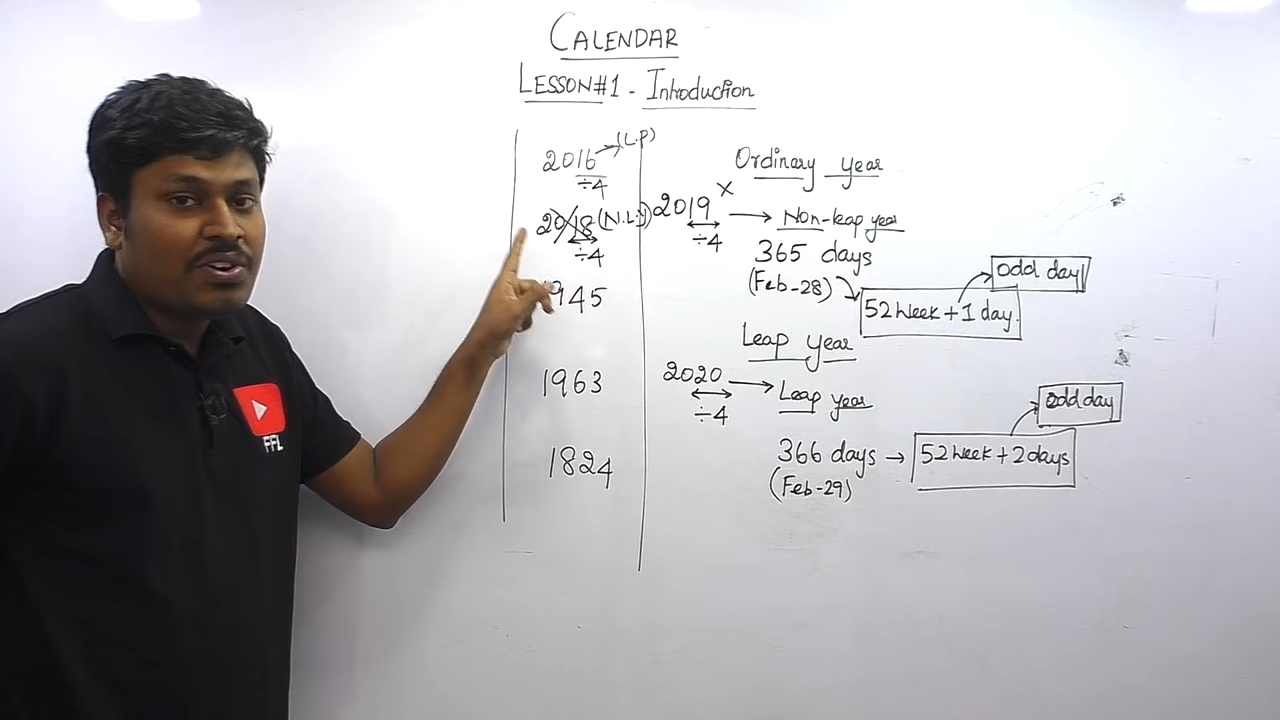 CALENDAR
LESSON#1 - Introduction
2016 → (L.P)
÷4
2018 (N.L.y)
÷4
1945
1963
1824
Ordinary year
2019 x → Non-leap year
÷4
365 days
(Feb-28)
52 week + 1 day.
odd day
Leap year
2020 → Leap year
÷4
366 days → 52 week + 2 days
(Feb-29)
odd day
FFL